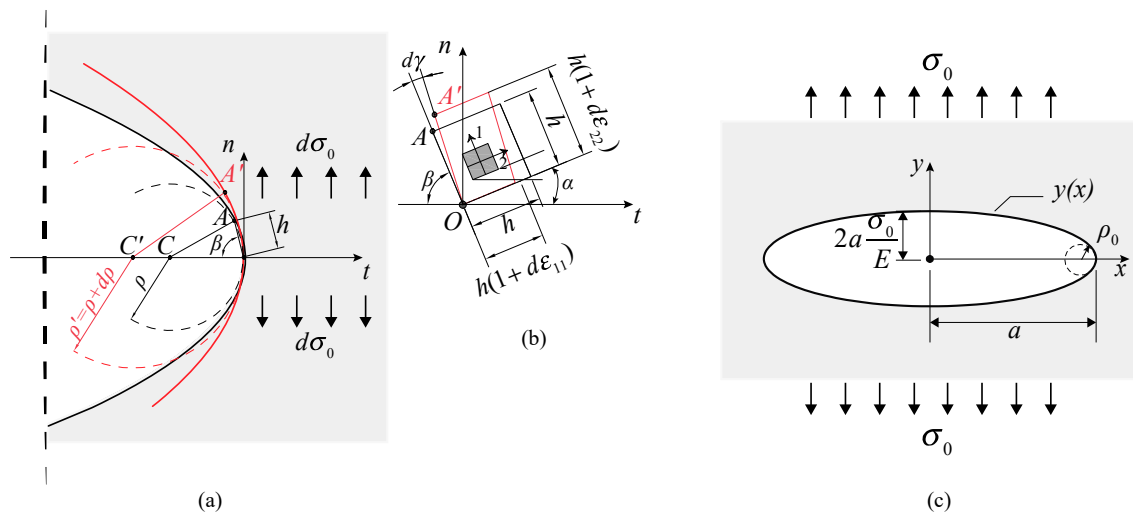 n
dσ₀
A'
A
h
β
C'
C
t
ρ
ρ'=ρ+dρ
dσ₀
(a)
n
dγ
A'
A
1
2
h
h(1+dε₂₂)
β
α
O
t
h
h(1+dε₁₁)
(b)
σ₀
y
y(x)
2a σ₀/E
ρ₀
x
a
σ₀
(c)